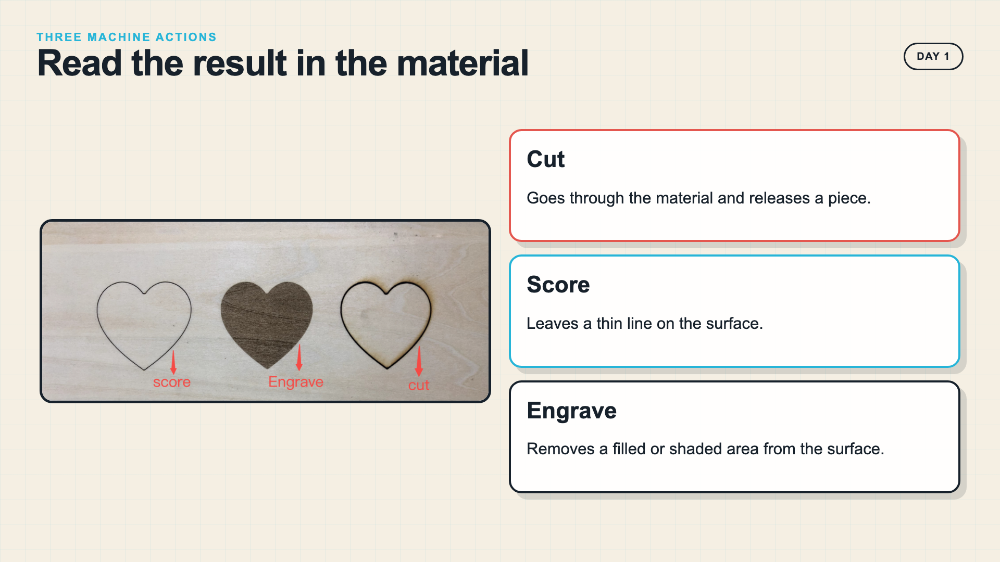 THREE MACHINE ACTIONS
Read the result in the material
DAY 1
score
Engrave
cut
Cut
Goes through the material and releases a piece.
Score
Leaves a thin line on the surface.
Engrave
Removes a filled or shaded area from the surface.